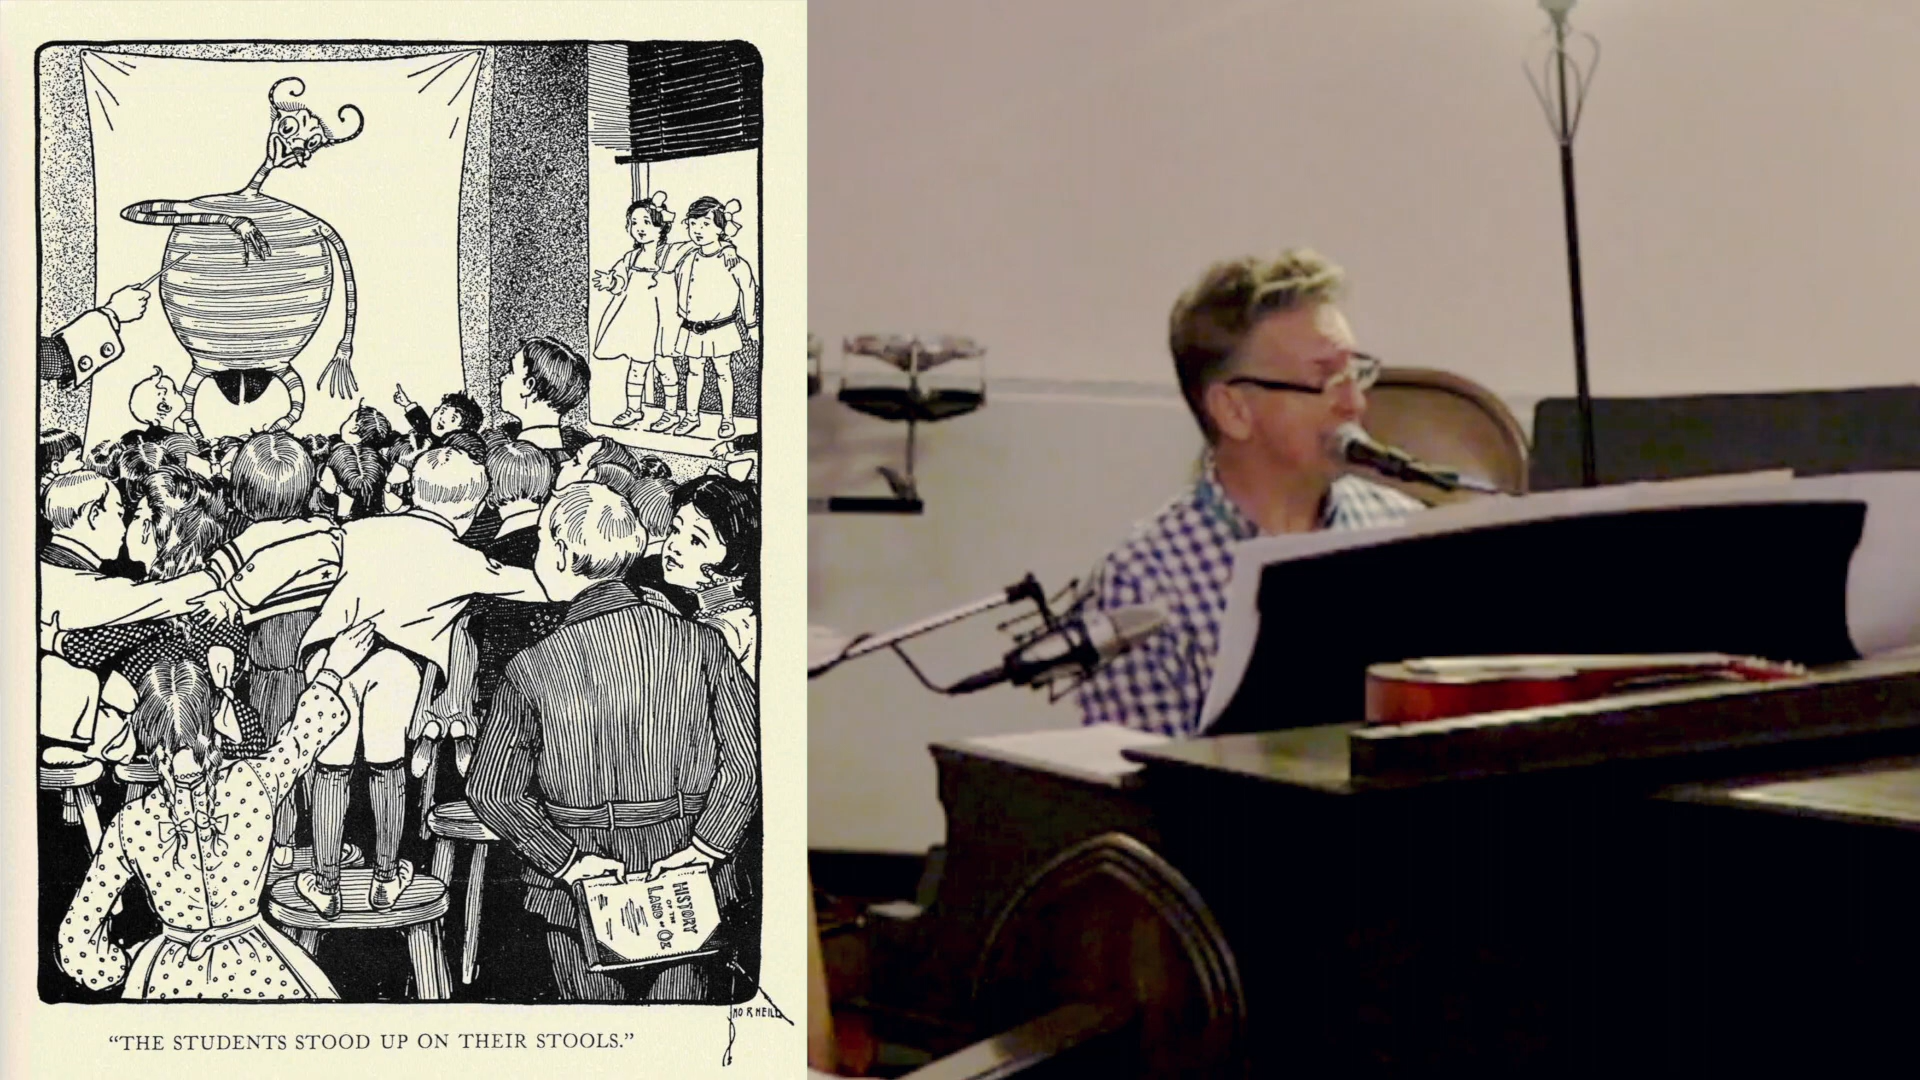 HISTORY
OF THE
LAND OF OZ
JNO R NEILL
"THE STUDENTS STOOD UP ON THEIR STOOLS."